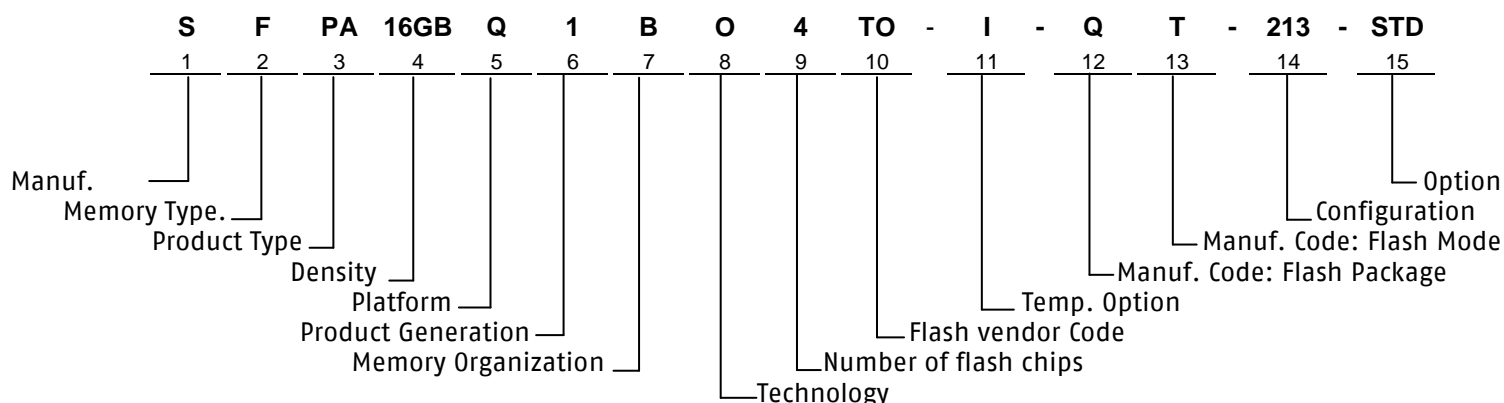 S F PA 16GB Q 1 B O 4 TO - I - Q T - 213 - STD
1 2 3 4 5 6 7 8 9 10 11 12 13 14 15
Manuf. Option
Memory Type. Configuration
Product Type Manuf. Code: Flash Mode
Density Manuf. Code: Flash Package
Platform Temp. Option
Product Generation Flash vendor Code
Memory Organization Number of flash chips
Technology